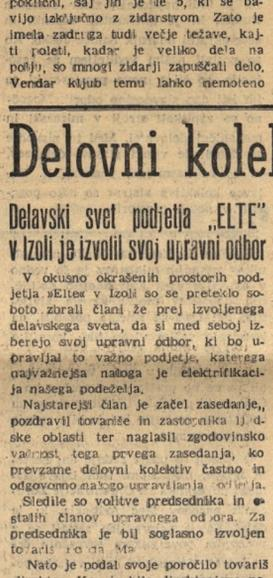 poklicni, saj jih je le 5, ki se ba-
vijo izključno z zidarstvom Zato je
imela zadruga tudi večje težave, kaj-
ti poleti, kadar je veliko dela na
polju, so mnogi zidarji zapuščali delo.
Vendar kljub temu lahko nemoteno
Delovni kole
Delavski svet podjetja „ELTE"
v Izoli je izvolil svoj upravni odbor
V okusno okrašenih prostorih pod-
jetja »Elte« v Izoli so se preteklo so-
boto zbrali člani že prej izvoljenega
delavskega sveta, da si med seboj iz-
berejo svoj upravni odbor, ki bo u-
pravljal to važno podjetje, katerega
najvažnejša naloga je elektrifikaci-
ja našega podeželja.
Najstarejši član je začel zasedanje,,
pozdravil tovariše in zastopnika lj d-
ske oblasti ter naglasil zgodovinsko
važnost tega prvega zasedanja, ko
prevzame delovni kolektiv častno in
odgovorno nalogo upravljanja
Sledile so volitve predsednika in o-
stalih članov upravnega odbora. Za
predsednika je bil soglasno izvoljen
Nato je podal svoje poročilo tovariš